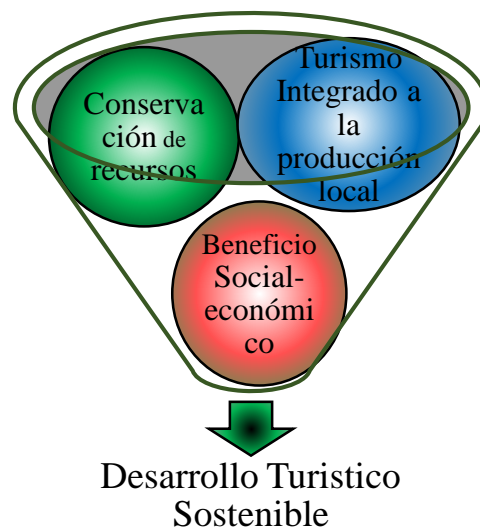 Conserva
ción de
recursos
Turismo
Integrado a
la
producción
local
Beneficio
Social-
económi
co
Desarrollo Turistico
Sostenible